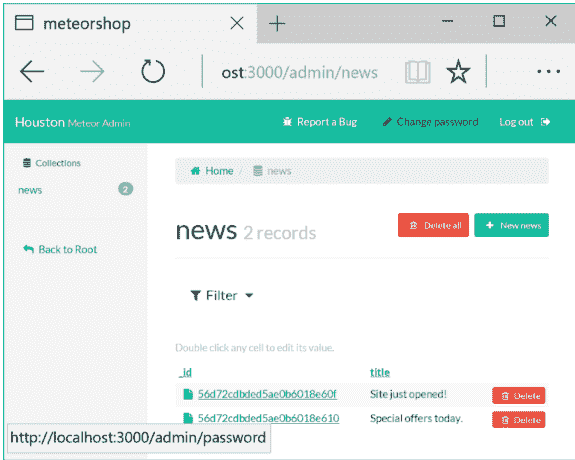 meteorshop
ost:3000/admin/news
Houston Meteor Admin Report a Bug Change password Log out
Collections
news 2
Back to Root
Home / news
news 2 records
Delete all New news
Filter
Double click any cell to edit its value.
_id title
56d72cdbded5ae0b6018e60f Site just opened! Delete
56d72cdbded5ae0b6018e610 Special offers today. Delete
http://localhost:3000/admin/password